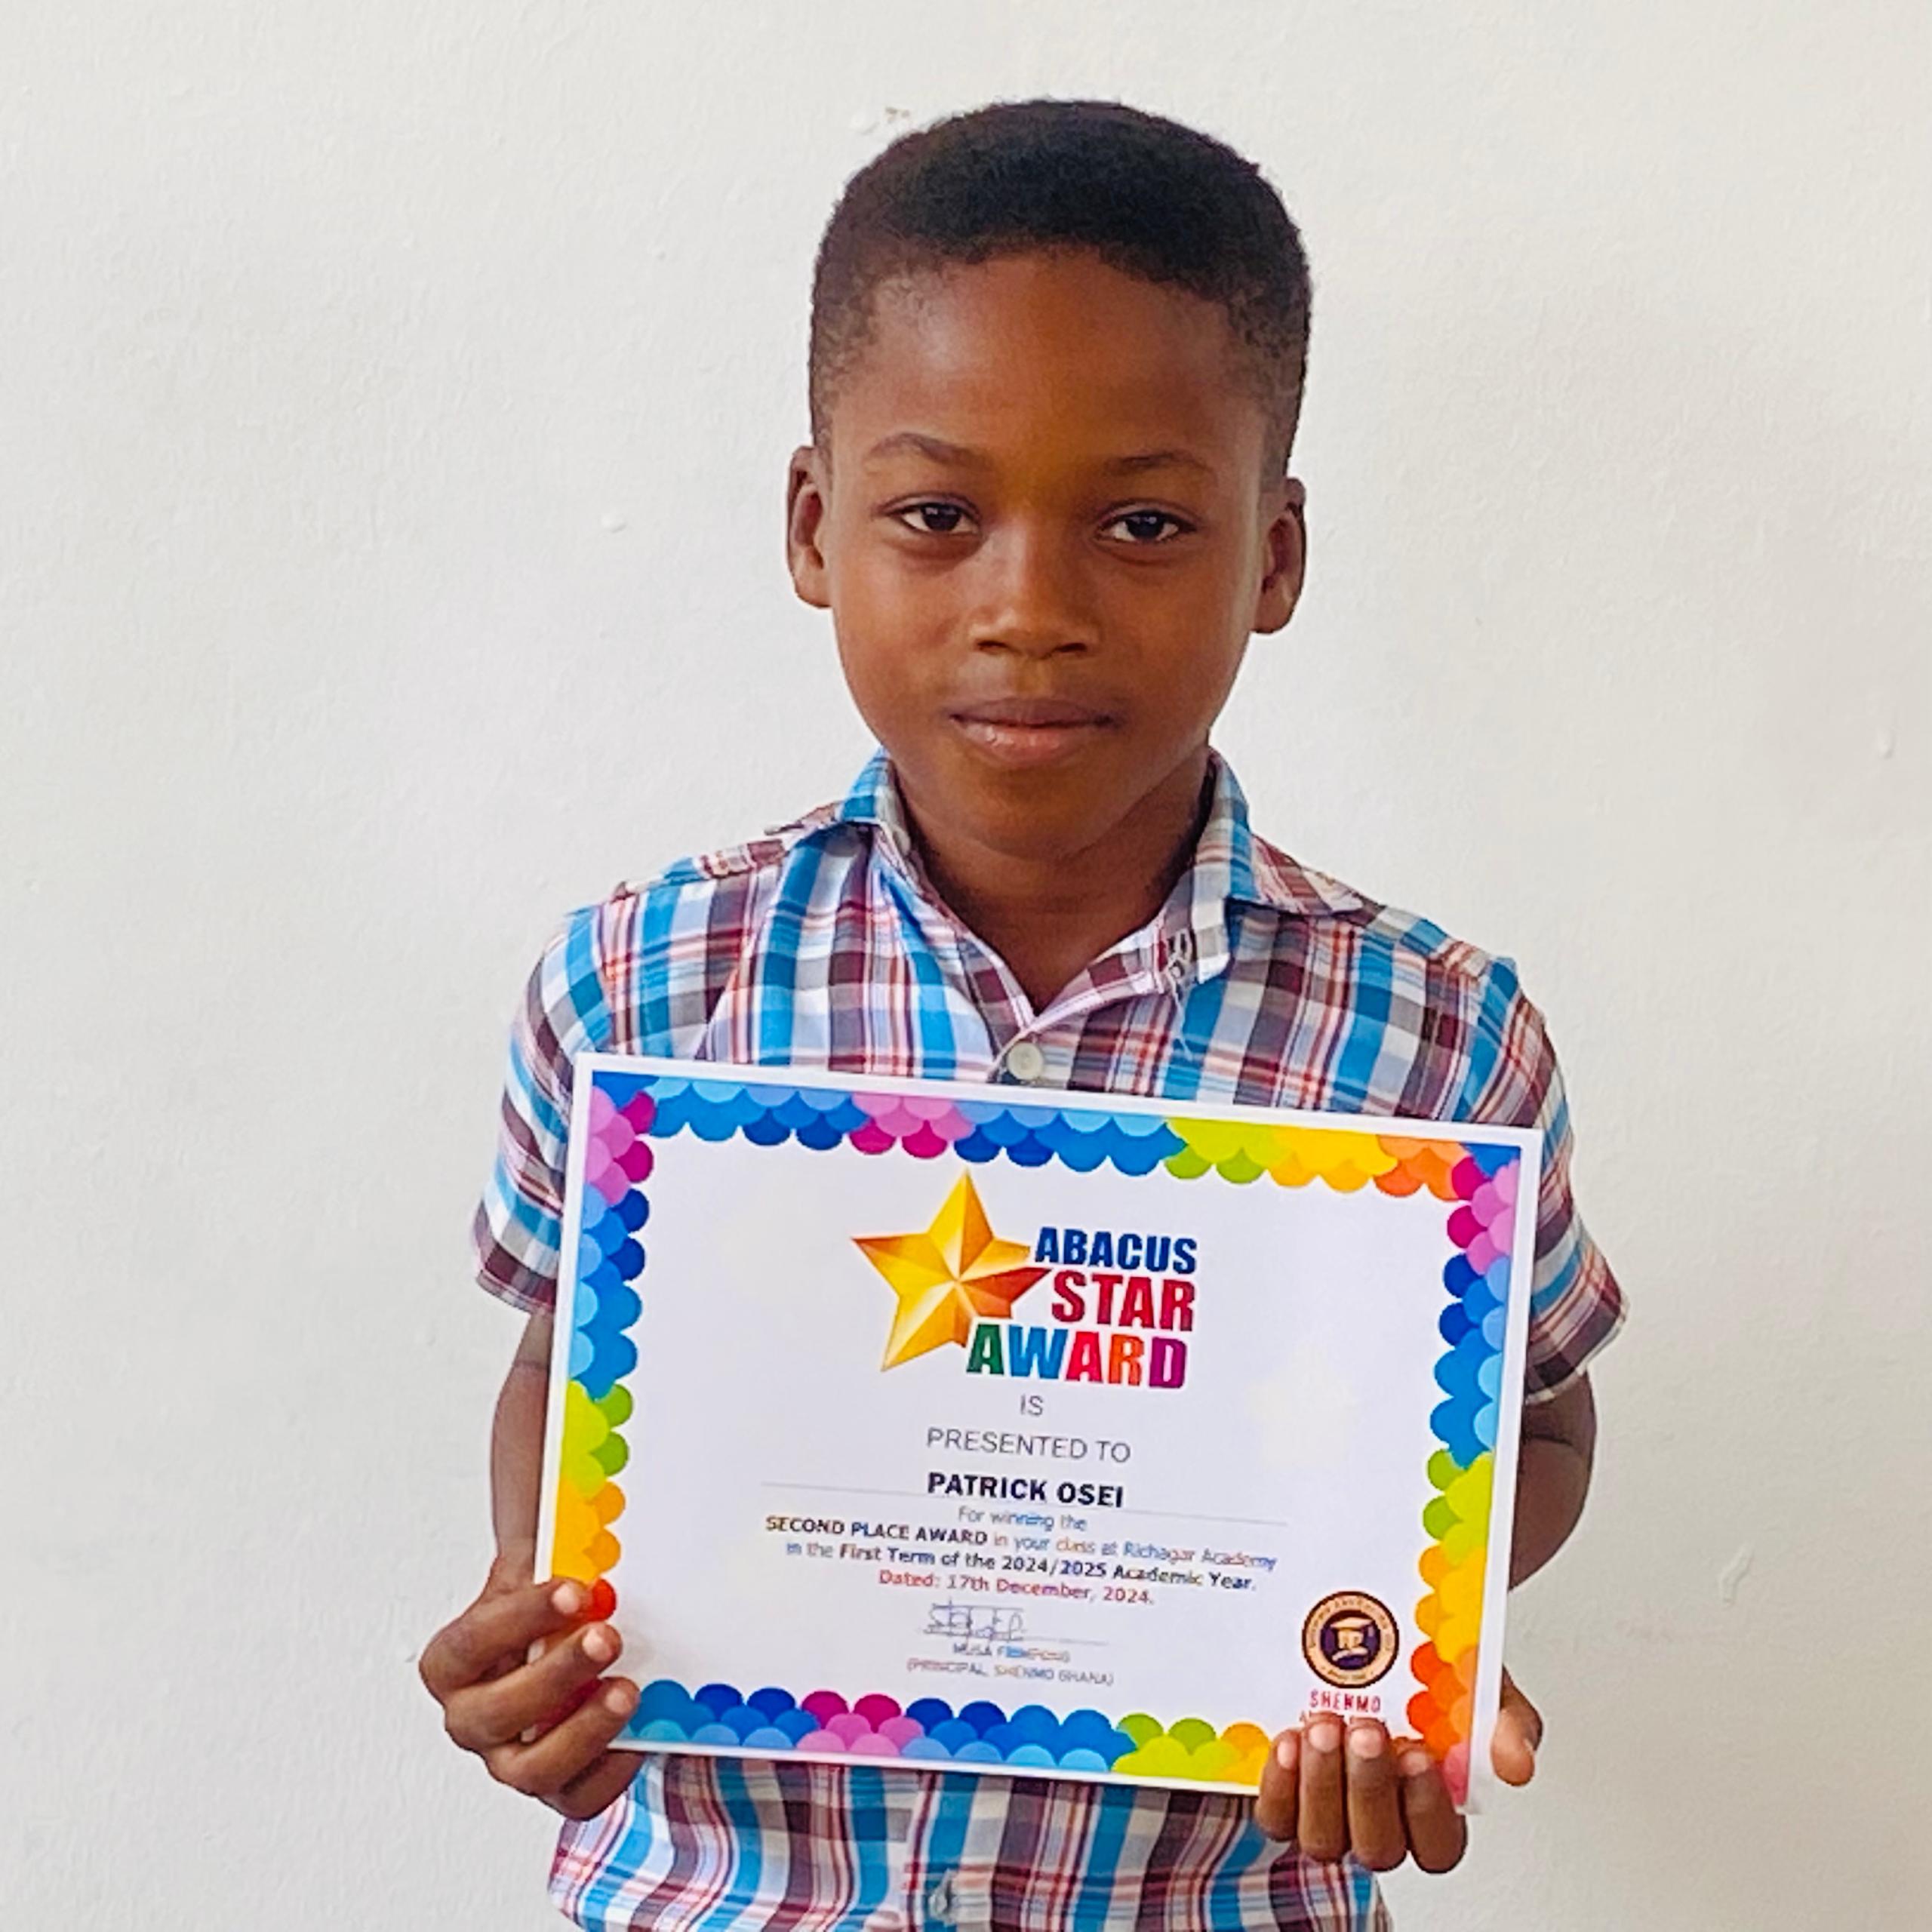 ABACUS
STAR
AWARD
IS
PRESENTED TO
PATRICK OSEI
For winning the
SECOND PLACE AWARD in your class at Richagar Academy
in the First Term of the 2024/2025 Academic Year.
Dated: 17th December, 2024.
MUSA
(PRINCIPAL, SHENMO GHANA)
SHENMO